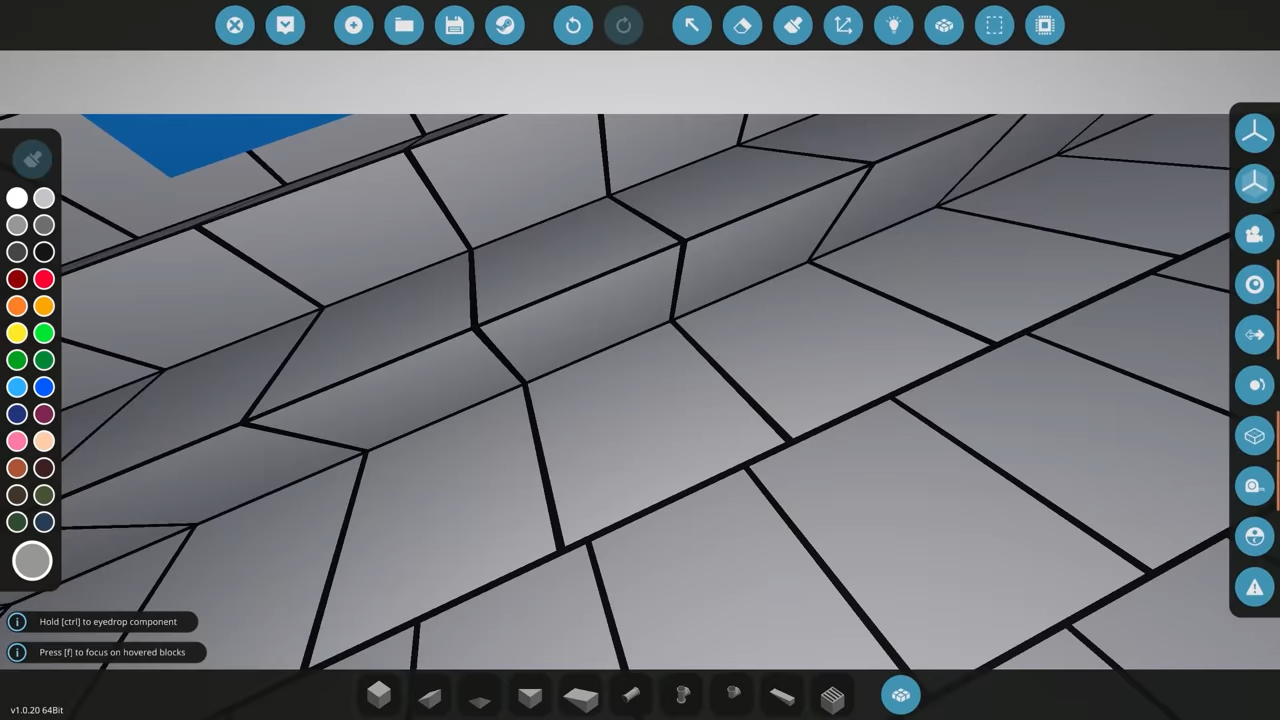 Hold [ctrl] to eyedrop component
Press [f] to focus on hovered blocks
v1.0.20 64Bit